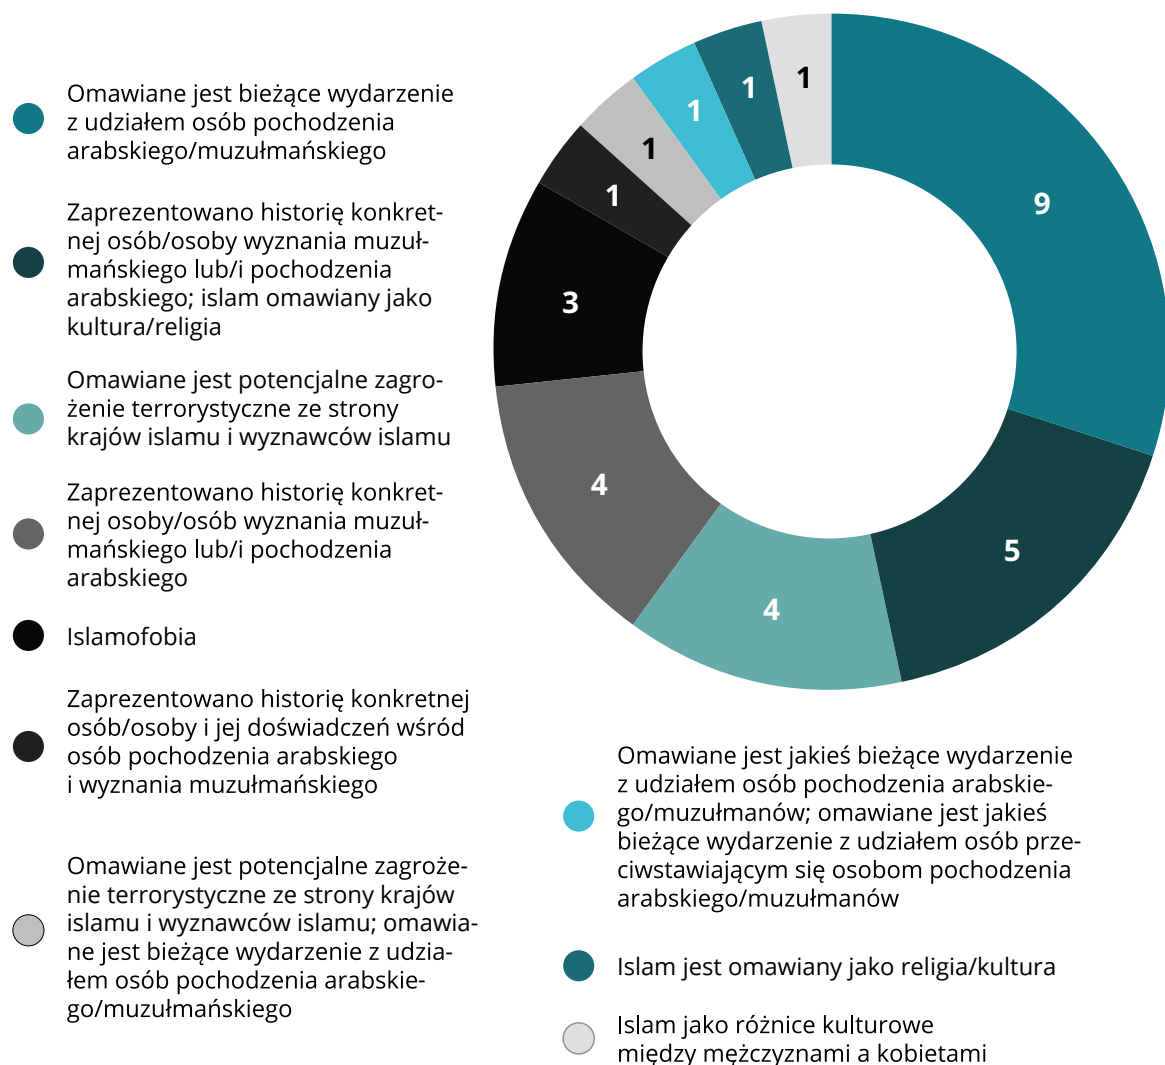 Omawiane jest bieżące wydarzenie
z udziałem osób pochodzenia
arabskiego/muzułmańskiego
Zaprezentowano historię konkret-
nej osób/osoby wyznania muzuł-
mańskiego lub/i pochodzenia
arabskiego; islam omawiany jako
kultura/religia
Omawiane jest potencjalne zagro-
żenie terrorystyczne ze strony
krajów islamu i wyznawców islamu
Zaprezentowano historię konkret-
nej osoby/osób wyznania muzuł-
mańskiego lub/i pochodzenia
arabskiego
Islamofobia
Zaprezentowano historię konkretnej
osób/osoby i jej doświadczeń wśród
osób pochodzenia arabskiego
i wyznania muzułmańskiego
Omawiane jest potencjalne zagroże-
nie terrorystyczne ze strony krajów
islamu i wyznawców islamu; omawia-
ne jest bieżące wydarzenie z udzia-
łem osób pochodzenia arabskie-
go/muzułmańskiego
9
5
4
4
3
1
1
1
1
1
Omawiane jest jakieś bieżące wydarzenie
z udziałem osób pochodzenia arabskie-
go/muzułmanów; omawiane jest jakieś
bieżące wydarzenie z udziałem osób prze-
ciwstawiającym się osobom pochodzenia
arabskiego/muzułmanów
Islam jest omawiany jako religia/kultura
Islam jako różnice kulturowe
między mężczyznami a kobietami